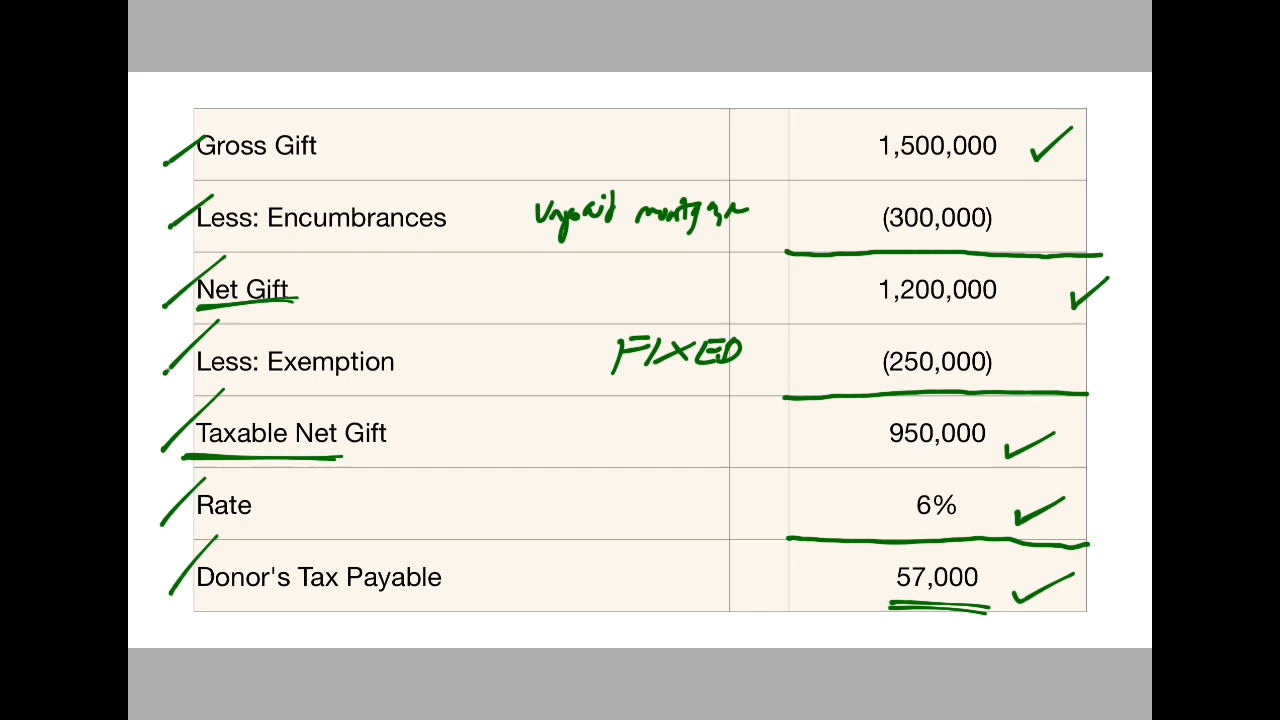 Gross Gift 1,500,000
Less: Encumbrances Unpaid mortgage (300,000)
Net Gift 1,200,000
Less: Exemption FIXED (250,000)
Taxable Net Gift 950,000
Rate 6%
Donor's Tax Payable 57,000